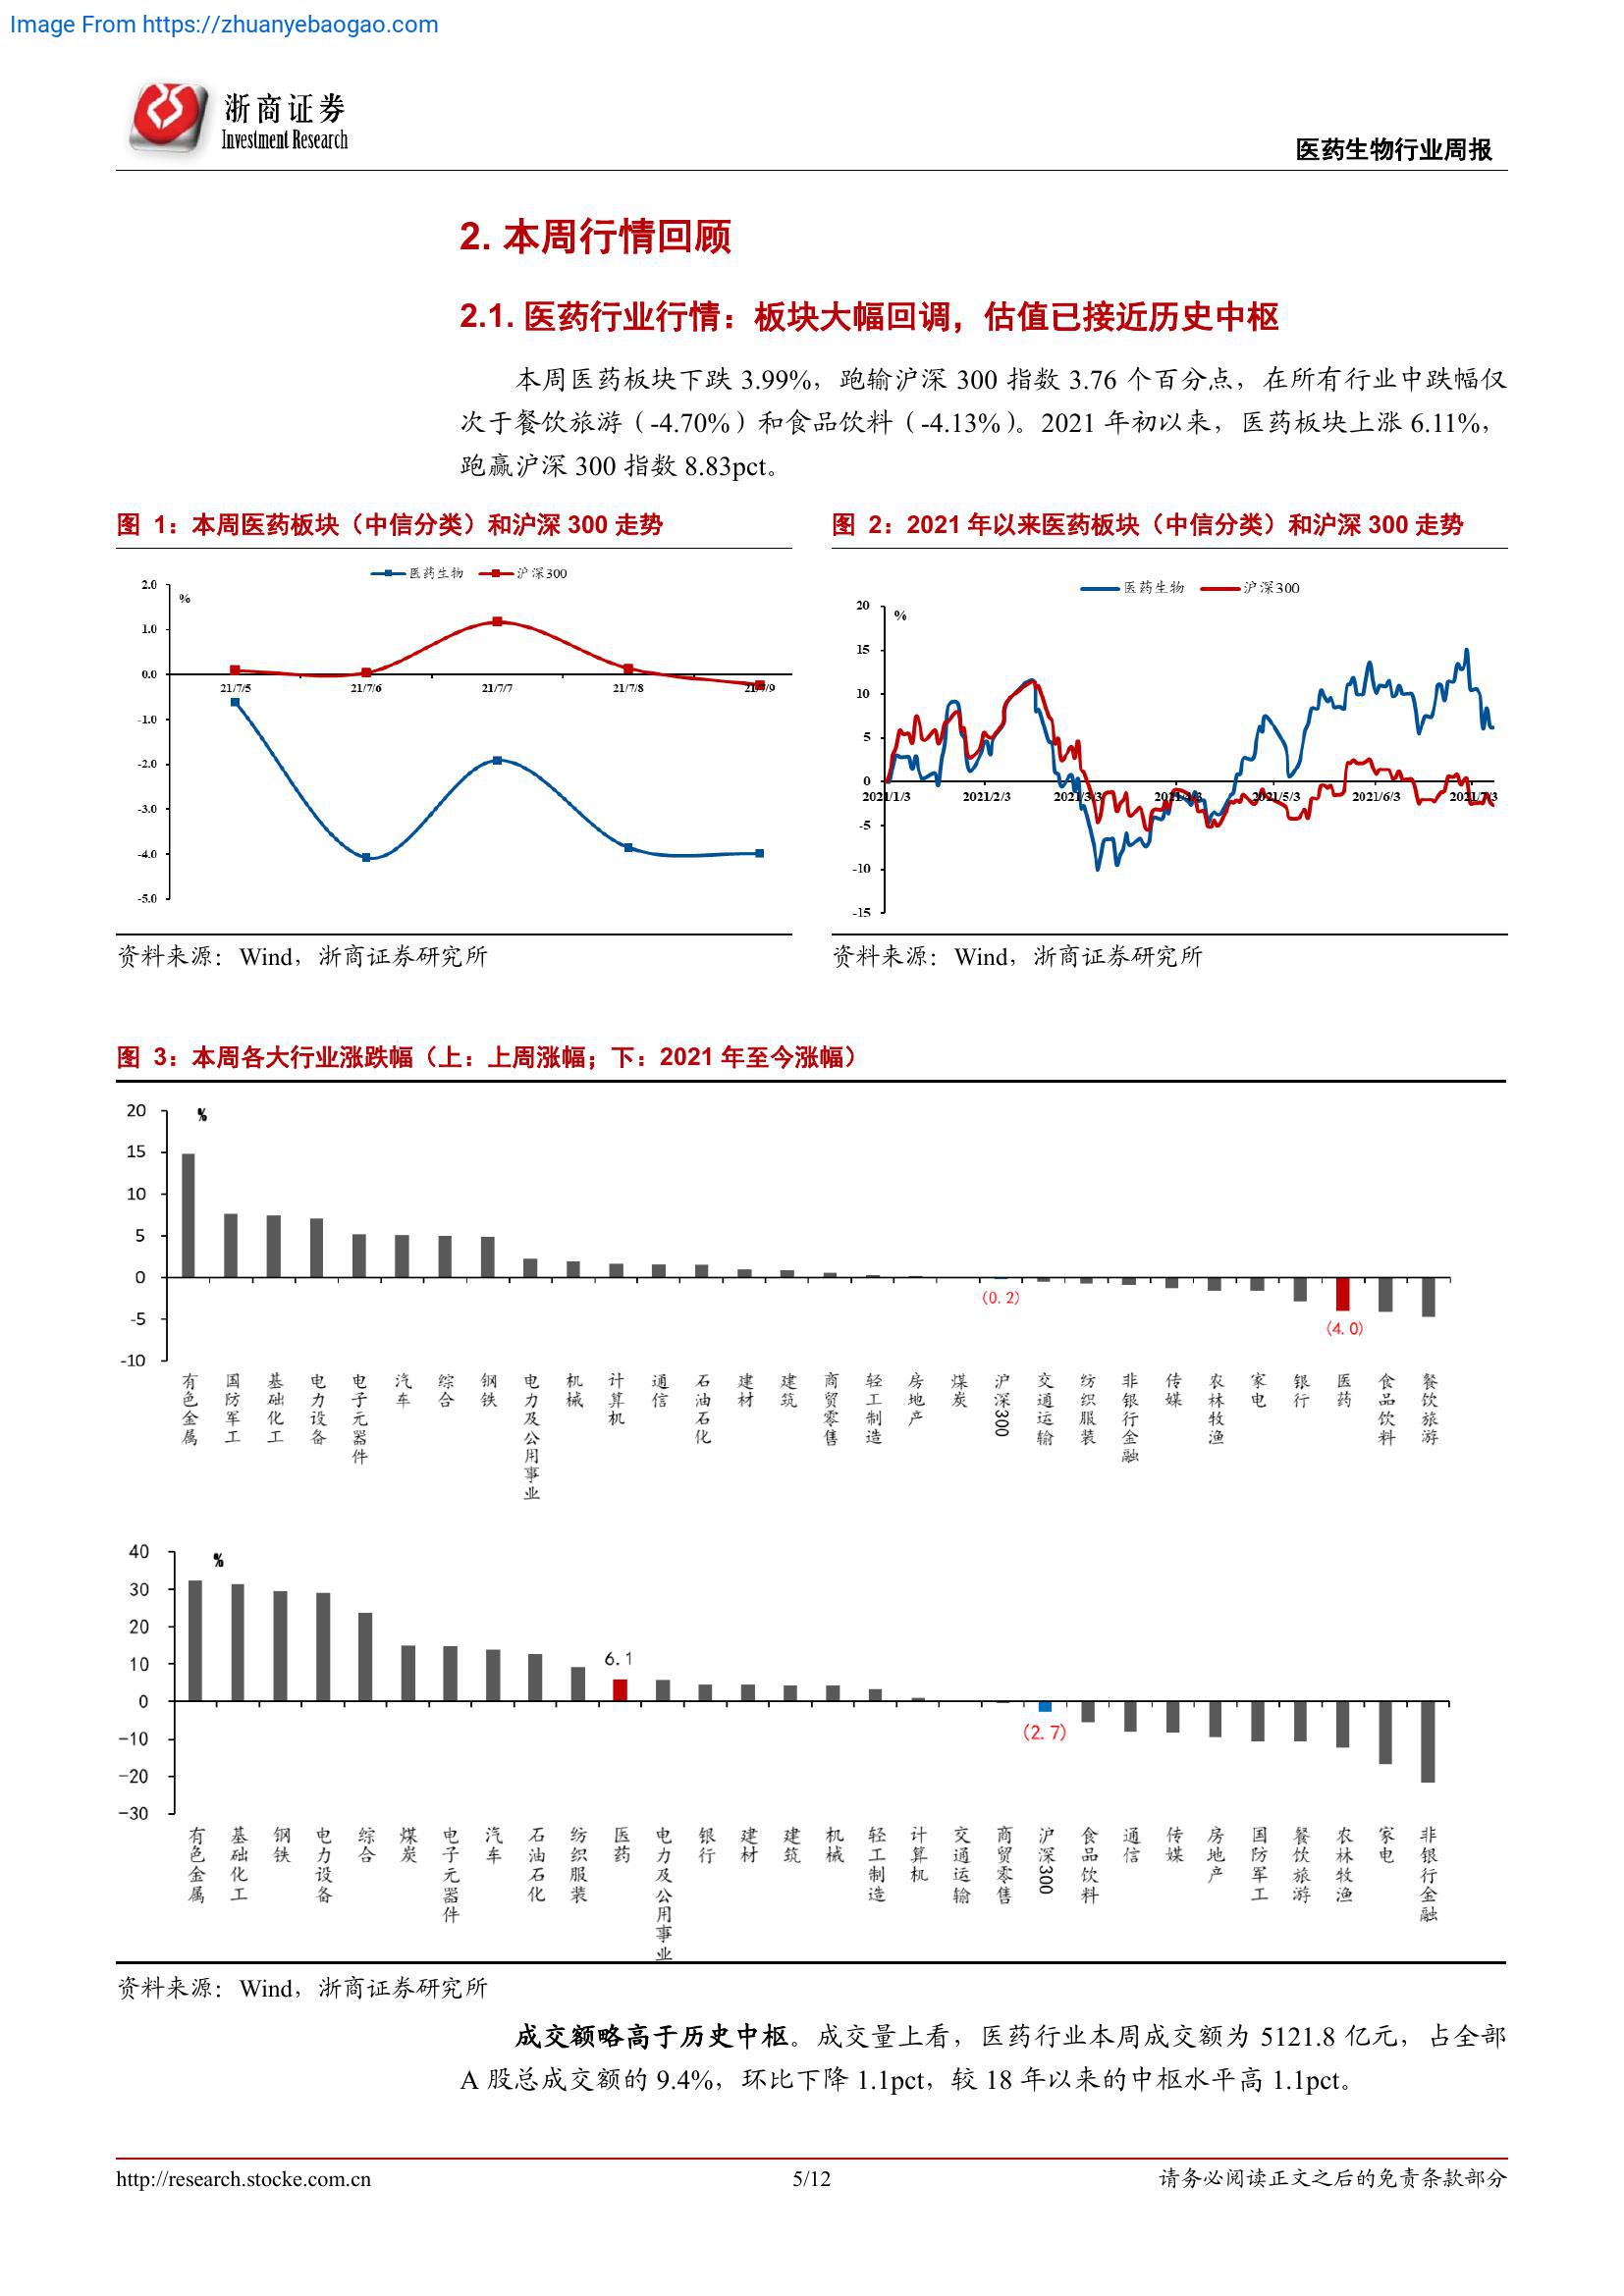 Image From https://zhuanyebaogao.com
浙商证券
Investment Research
医药生物行业周报
2. 本周行情回顾
2.1. 医药行业行情：板块大幅回调，估值已接近历史中枢
本周医药板块下跌 3.99%，跑输沪深 300 指数 3.76 个百分点，在所有行业中跌幅仅
次于餐饮旅游（-4.70%）和食品饮料（-4.13%）。2021 年初以来，医药板块上涨 6.11%，
跑赢沪深 300 指数 8.83pct。
图 1：本周医药板块（中信分类）和沪深 300 走势
医药生物 沪深300
%
2.0
1.0
0.0
-1.0
-2.0
-3.0
-4.0
-5.0
21/7/5 21/7/6 21/7/7 21/7/8 21/7/9
资料来源：Wind，浙商证券研究所
图 2：2021 年以来医药板块（中信分类）和沪深 300 走势
医药生物 沪深300
%
20
15
10
5
0
-5
-10
-15
2021/1/3 2021/2/3 2021/3/3 2021/4/3 2021/5/3 2021/6/3 2021/7/3
资料来源：Wind，浙商证券研究所
图 3：本周各大行业涨跌幅（上：上周涨幅；下：2021 年至今涨幅）
%
20
15
10
5
0
-5
-10
(0.2)
(4.0)
有色金属 国防军工 基础化工 电力设备 电子元器件 汽车 综合 钢铁 电力及公用事业 机械 计算机 通信 石油石化 建材 建筑 商贸零售 轻工制造 房地产 煤炭 沪深300 交通运输 纺织服装 非银行金融 传媒 农林牧渔 家电 银行 医药 食品饮料 餐饮旅游
%
40
30
20
10
0
-10
-20
-30
6.1
(2.7)
有色金属 基础化工 钢铁 电力设备 综合 煤炭 电子元器件 汽车 石油石化 纺织服装 医药 电力及公用事业 银行 建材 建筑 机械 轻工制造 计算机 交通运输 商贸零售 沪深300 食品饮料 通信 传媒 房地产 国防军工 餐饮旅游 农林牧渔 家电 非银行金融
资料来源：Wind，浙商证券研究所
成交额略高于历史中枢。成交量上看，医药行业本周成交额为 5121.8 亿元，占全部
A 股总成交额的 9.4%，环比下降 1.1pct，较 18 年以来的中枢水平高 1.1pct。
http://research.stocke.com.cn
5/12
请务必阅读正文之后的免责条款部分